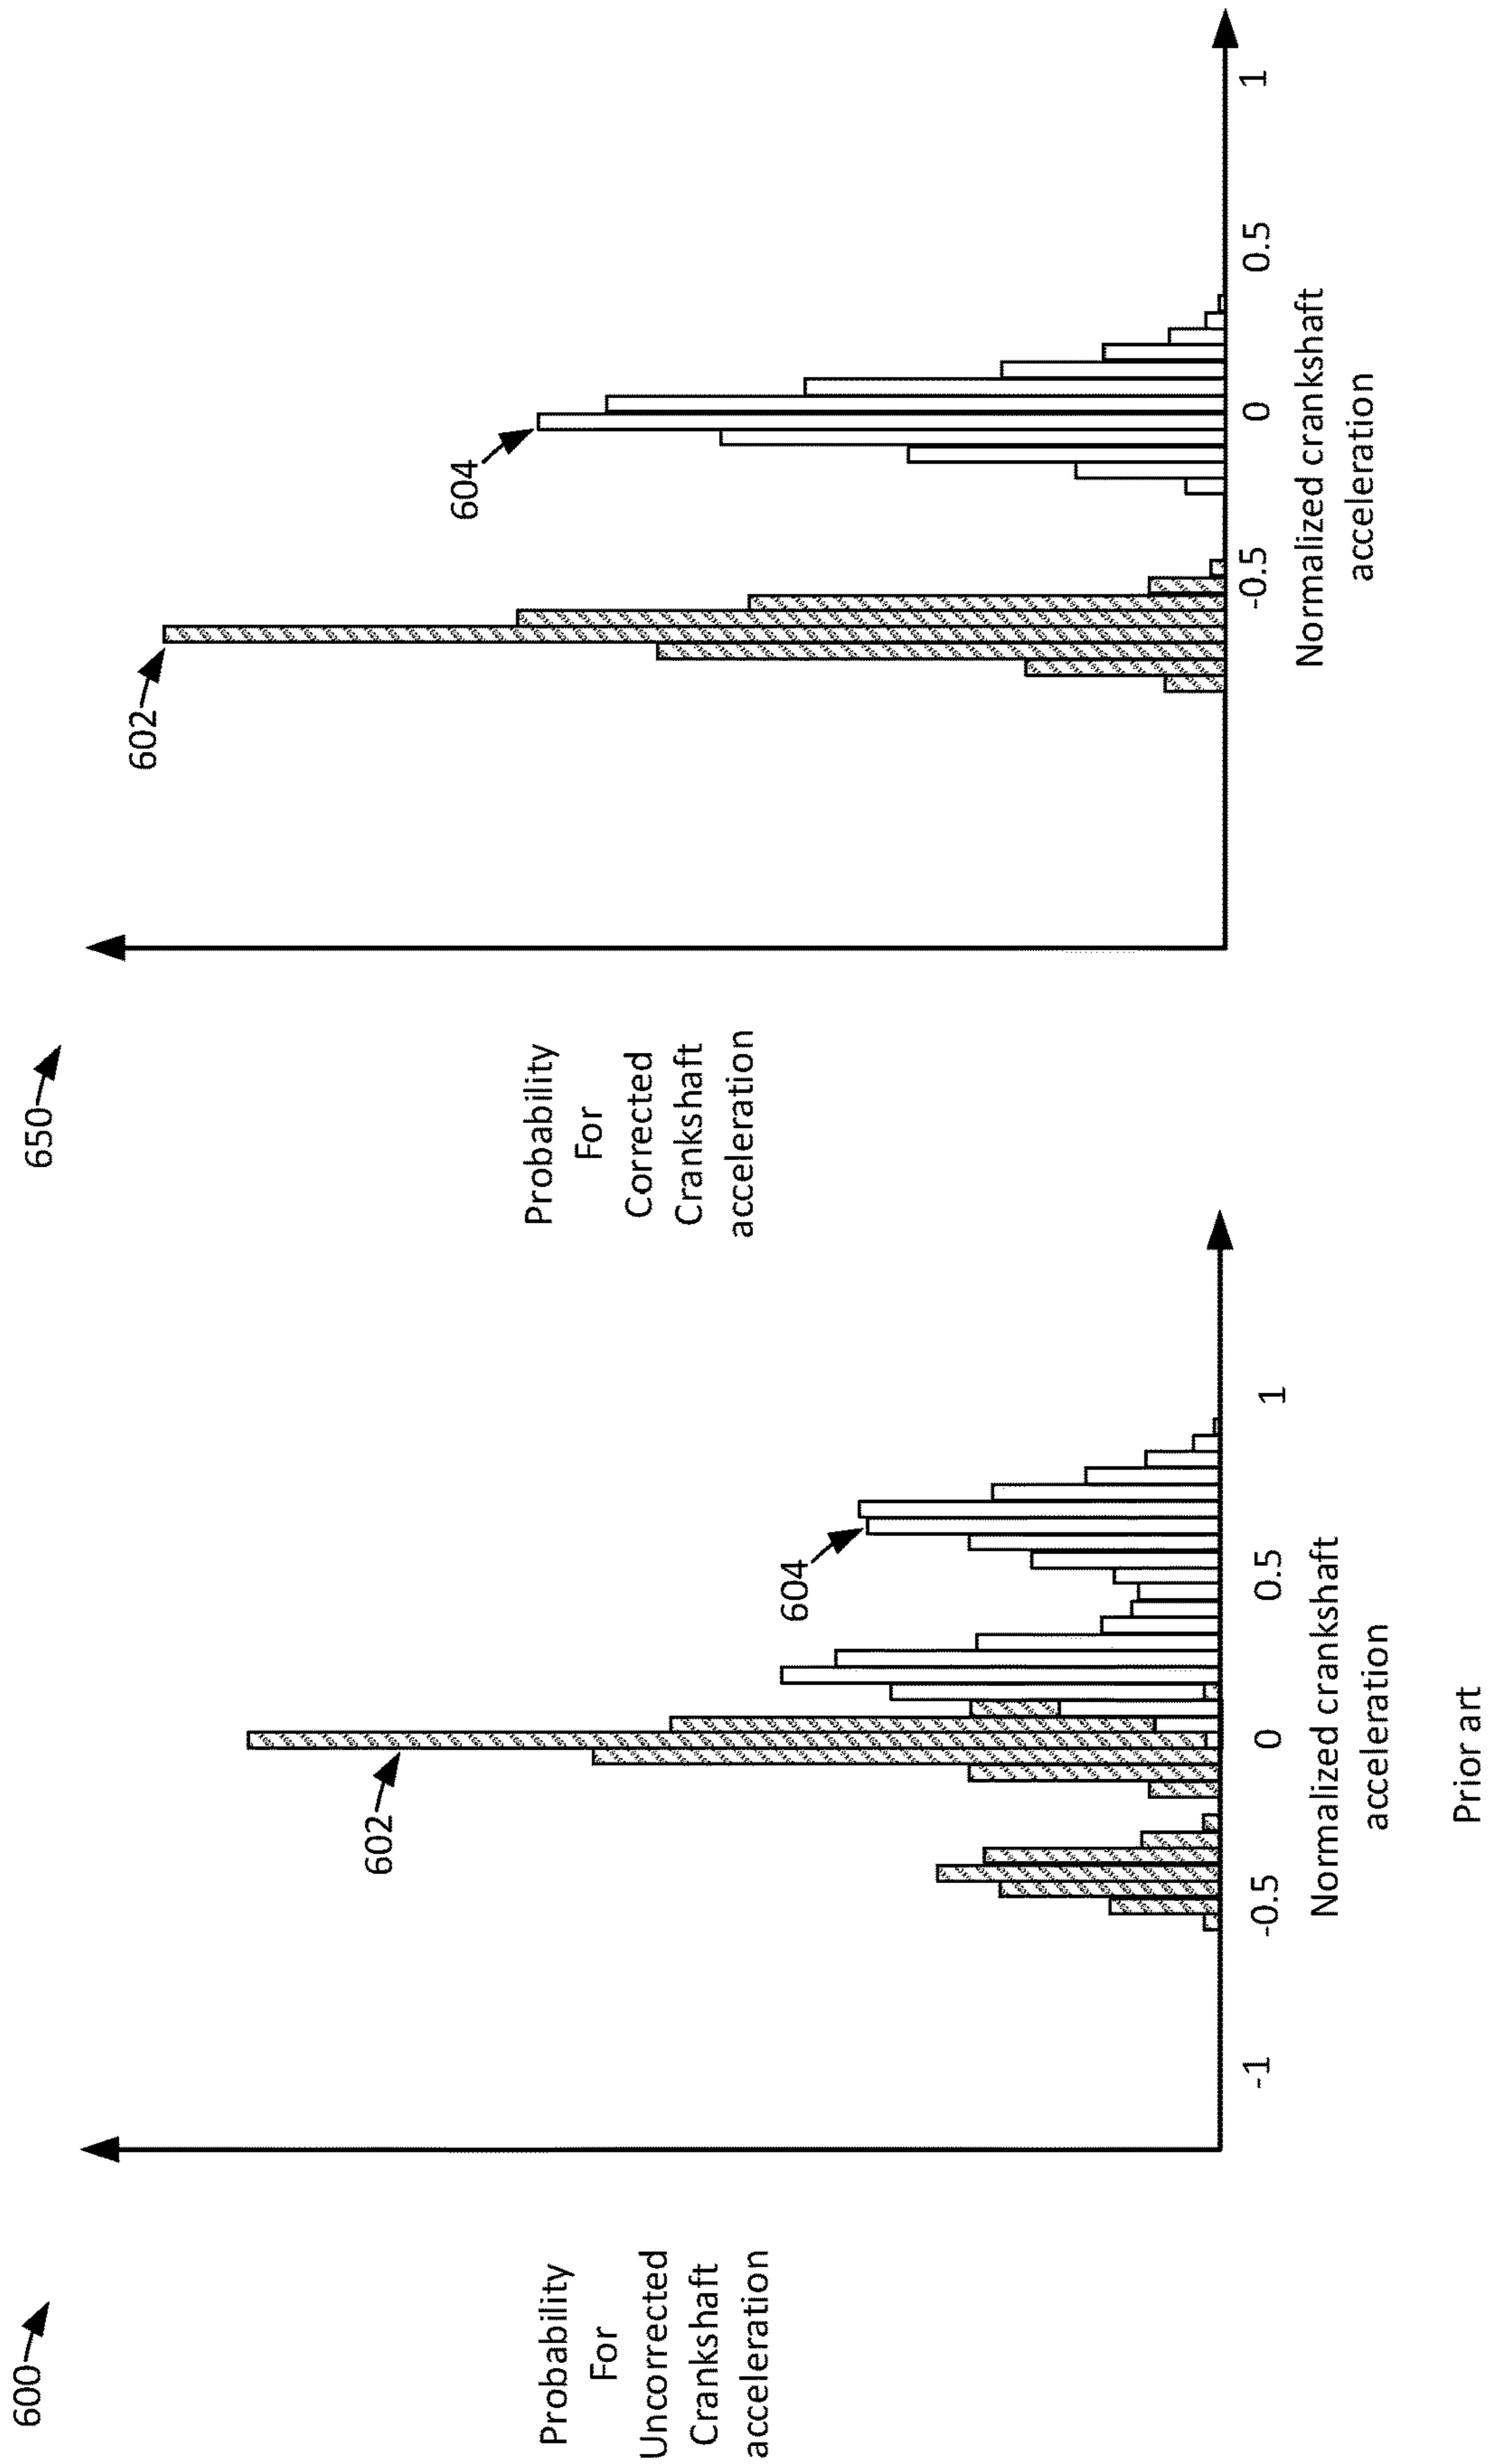 600
Probability
For
Uncorrected
Crankshaft
acceleration
602
604
-1
-0.5
0
0.5
1
Normalized crankshaft
acceleration
Prior art
650
Probability
For
Corrected
Crankshaft
acceleration
602
604
-0.5
0
0.5
1
Normalized crankshaft
acceleration